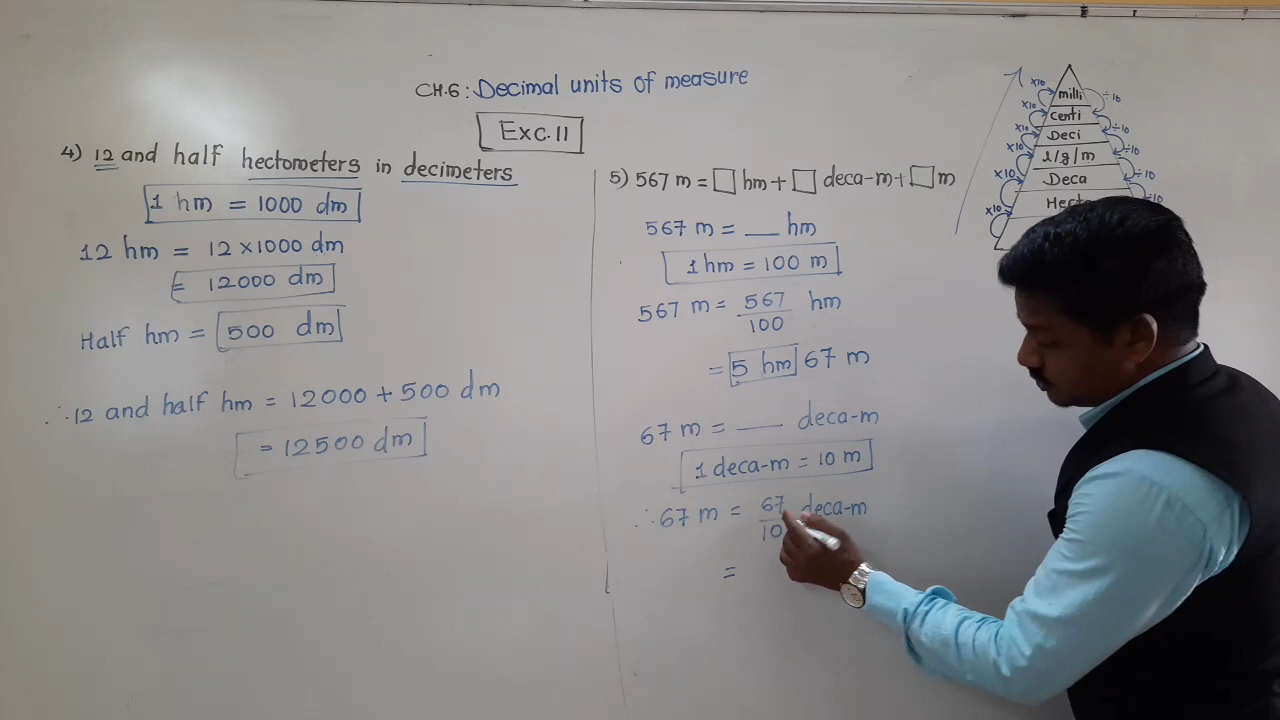 CH.6: Decimal units of measure
Exc.11
4) 12 and half hectometers in decimeters
1 hm = 1000 dm
12 hm = 12×1000 dm
= 12000 dm
Half hm = 500 dm
∴ 12 and half hm = 12000 + 500 dm
= 12500 dm
5) 567 m = □ hm + □ deca-m + □ m
567 m = __ hm
1 hm = 100 m
567 m = 567/100 hm
= 5 hm 67 m
67 m = __ deca-m
1 deca-m = 10 m
∴ 67 m = 67/10 deca-m
=
×10 milli ÷10
×10 centi ÷10
×10 Deci ÷10
×10 l/g/m ÷10
×10 Deca ÷10
×10 Hecto